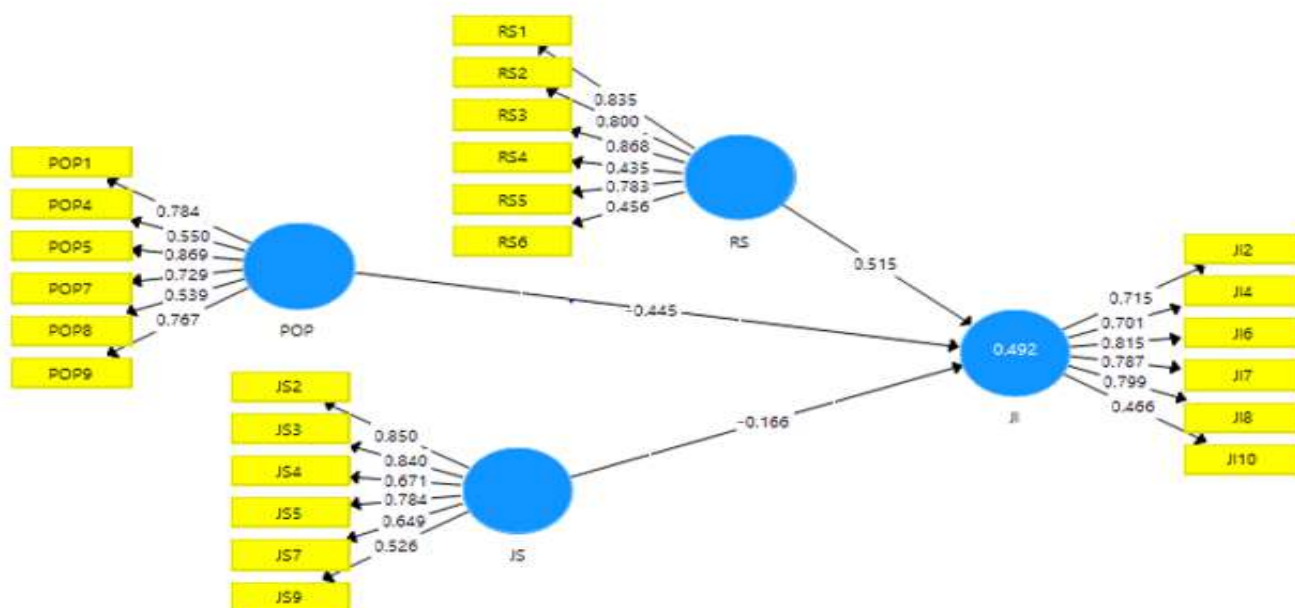 RS1
RS2
RS3
RS4
RS5
RS6
0.835
0.800
0.868
0.435
0.783
0.456
RS
POP1
POP4
POP5
POP7
POP8
POP9
0.784
0.550
0.869
0.729
0.539
0.767
POP
0.515
-0.445
-0.166
JS2
JS3
JS4
JS5
JS7
JS9
0.850
0.840
0.671
0.784
0.649
0.526
JS
0.492
JI
0.715
0.701
0.815
0.787
0.799
0.466
JI2
JI4
JI6
JI7
JI8
JI10